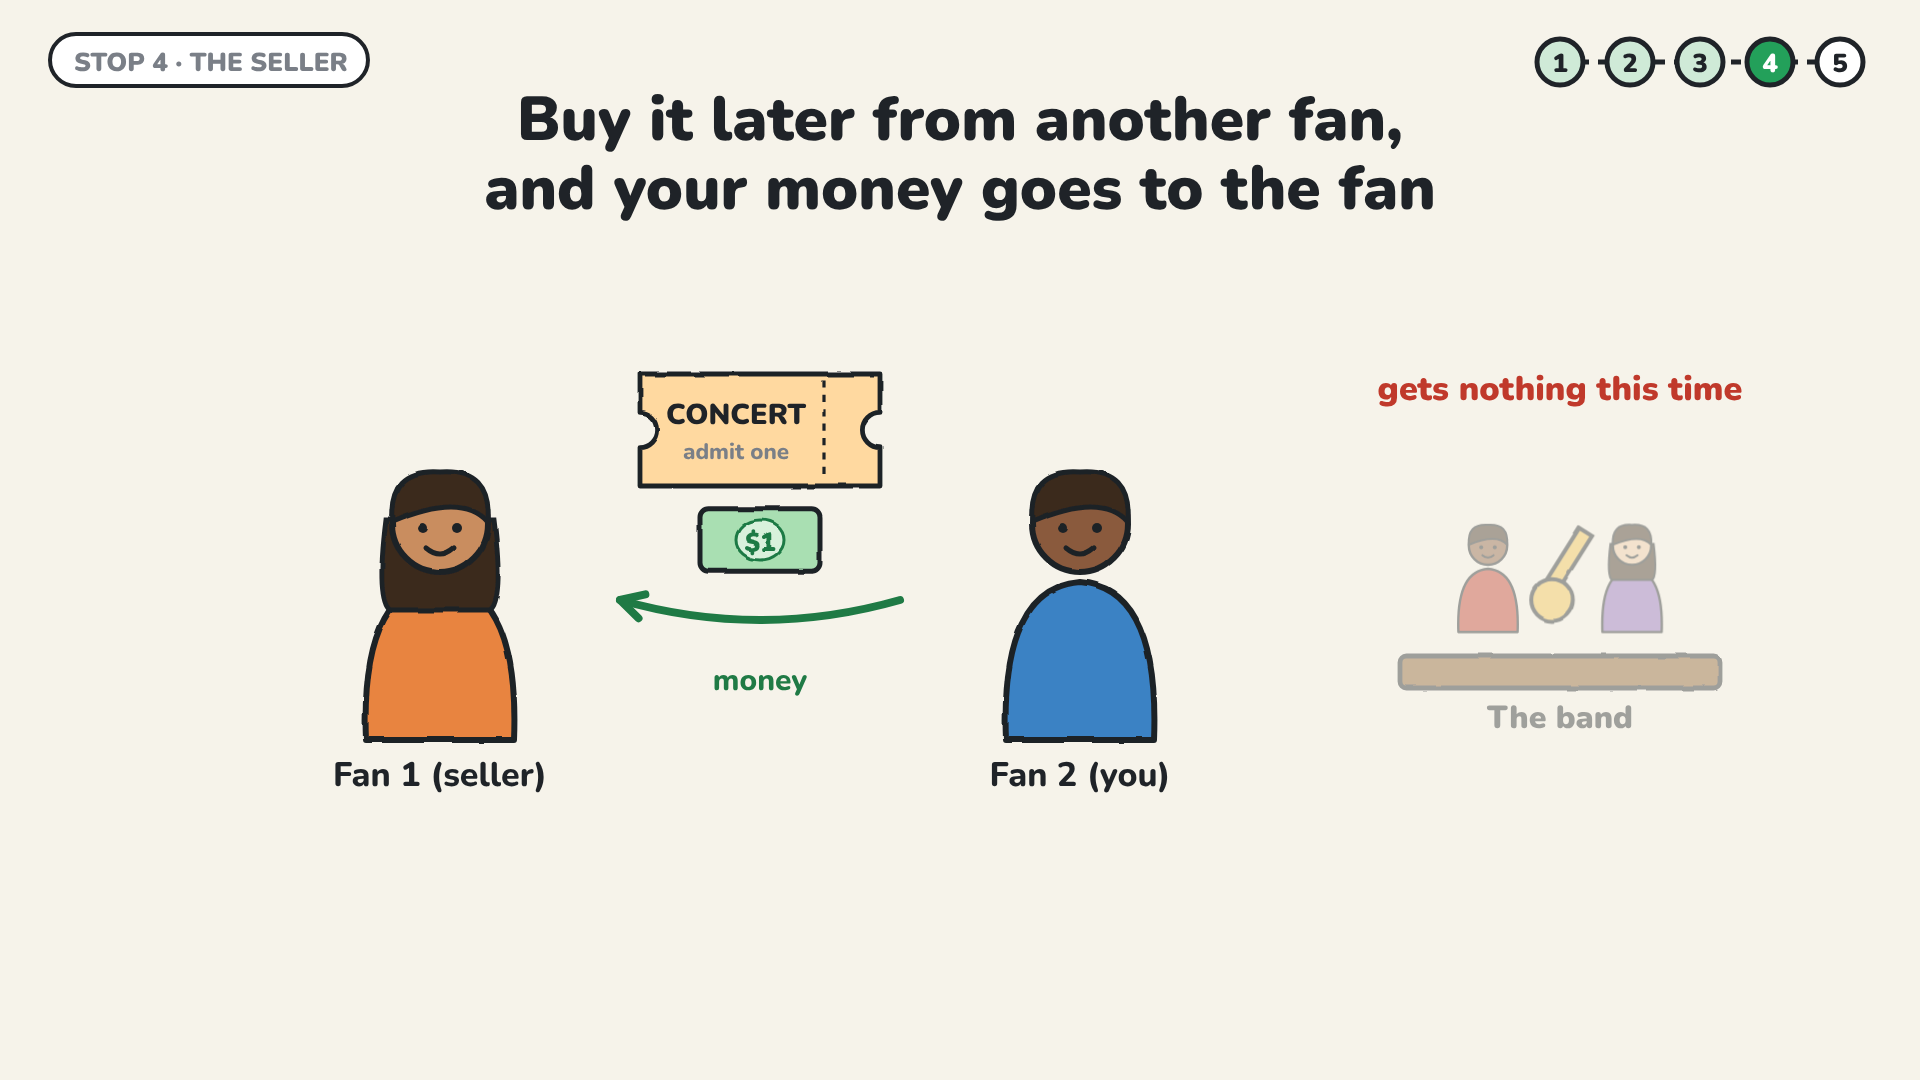 STOP 4 · THE SELLER
1 2 3 4 5
Buy it later from another fan,
and your money goes to the fan
gets nothing this time
CONCERT
admit one
$1
money
The band
Fan 1 (seller)
Fan 2 (you)